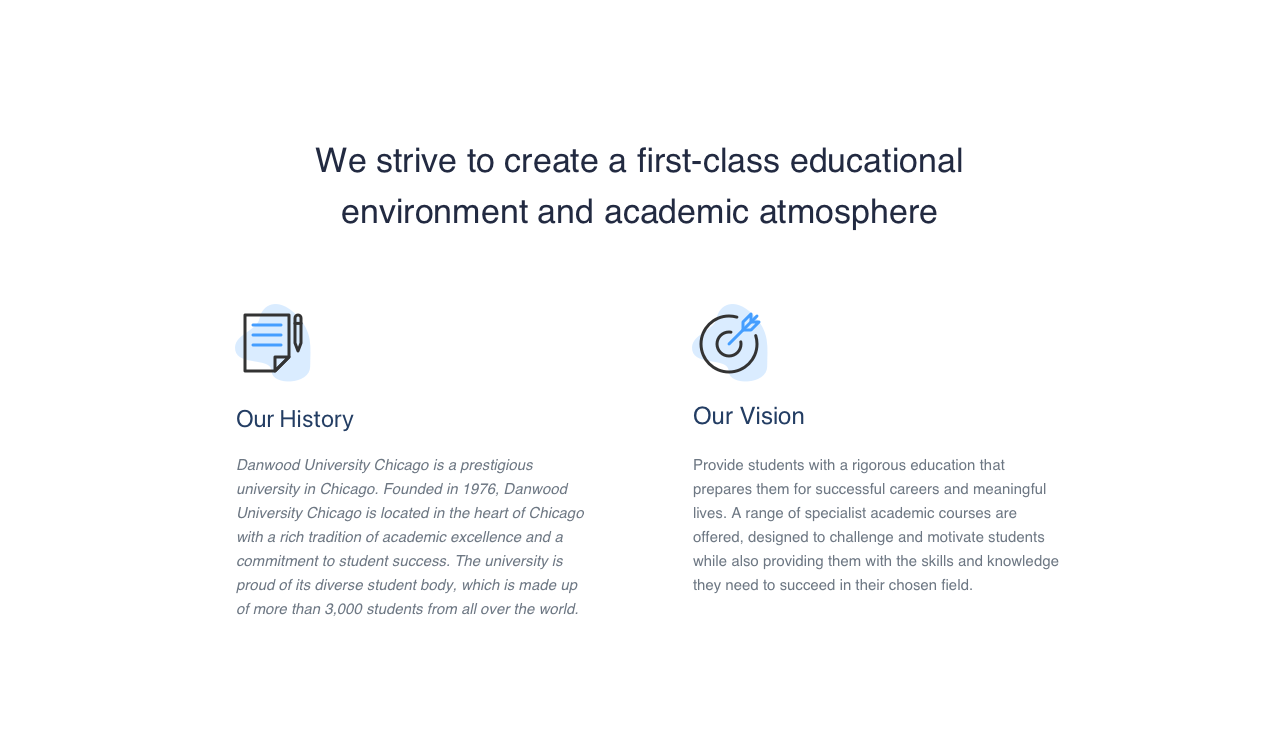 We strive to create a first-class educational
environment and academic atmosphere
Our History
Danwood University Chicago is a prestigious
university in Chicago. Founded in 1976, Danwood
University Chicago is located in the heart of Chicago
with a rich tradition of academic excellence and a
commitment to student success. The university is
proud of its diverse student body, which is made up
of more than 3,000 students from all over the world.
Our Vision
Provide students with a rigorous education that
prepares them for successful careers and meaningful
lives. A range of specialist academic courses are
offered, designed to challenge and motivate students
while also providing them with the skills and knowledge
they need to succeed in their chosen field.